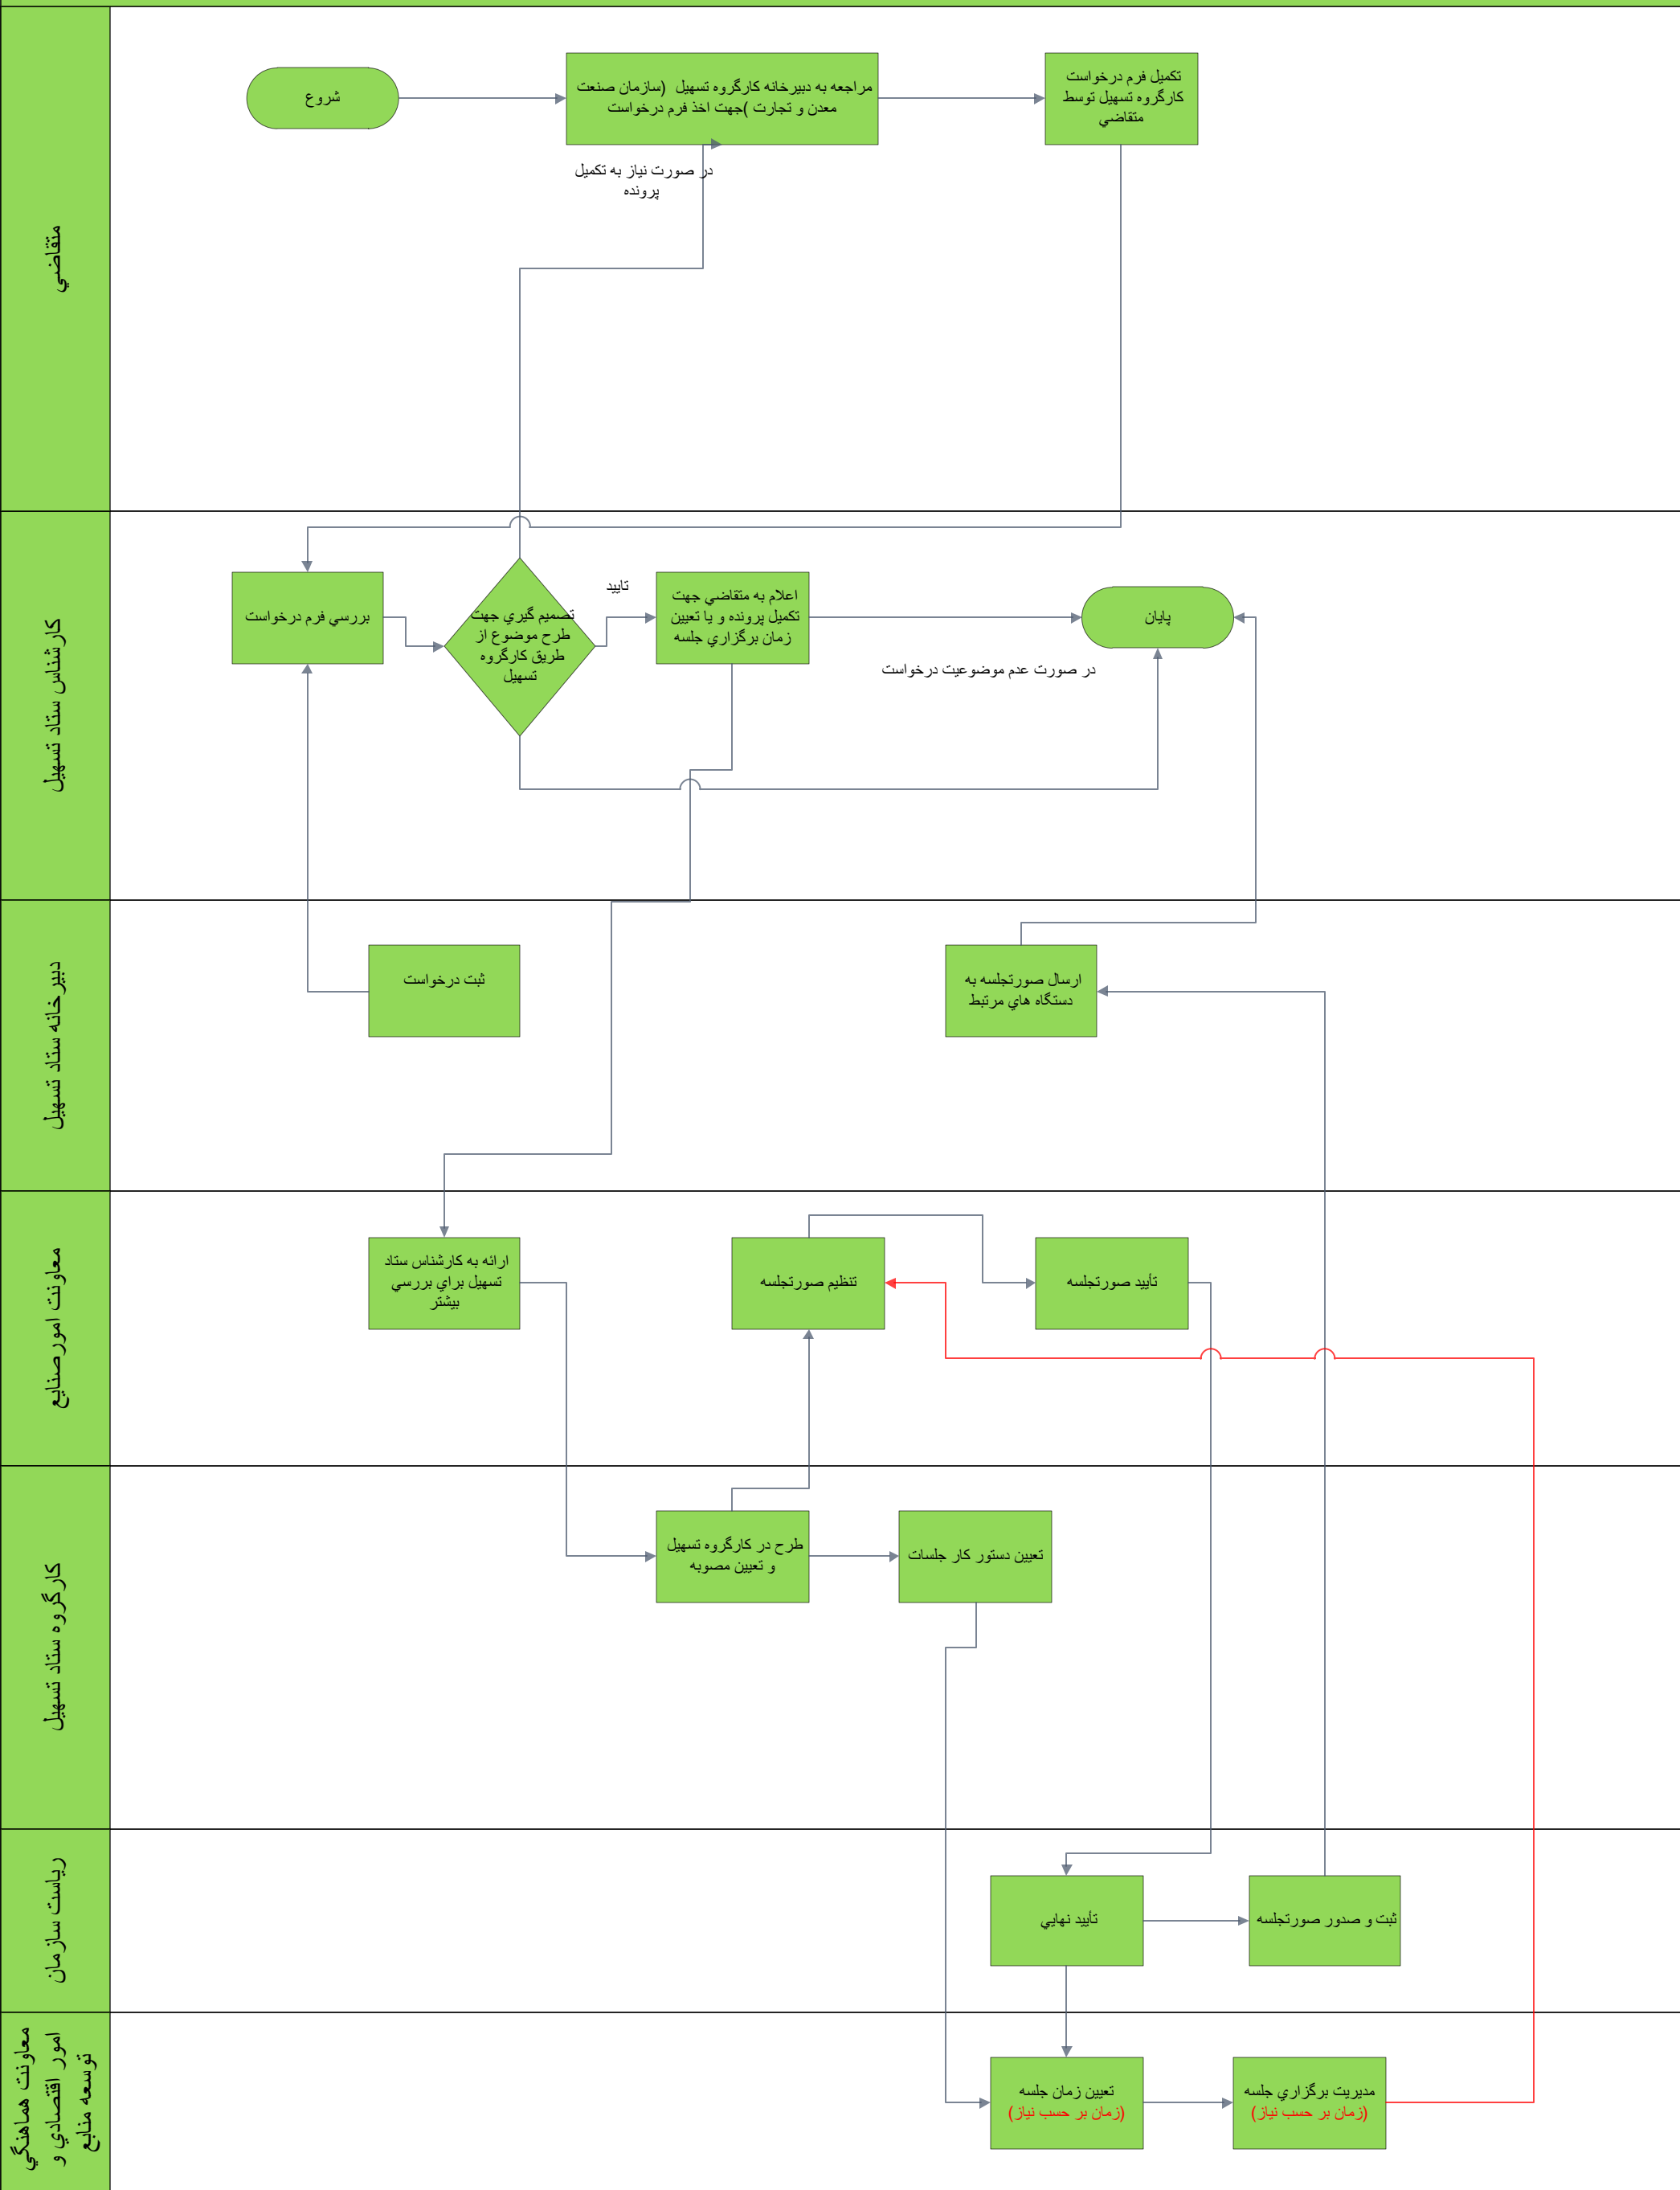 متقاضي
شروع
مراجعه به دبيرخانه كارگروه تسهيل (سازمان صنعت
معدن و تجارت )جهت اخذ فرم درخواست
تكميل فرم درخواست
كارگروه تسهيل توسط
متقاضي
در صورت نياز به تكميل
پرونده
كارشناس ستاد تسهيل
بررسي فرم درخواست
تصميم گيري جهت
طرح موضوع از
طريق كارگروه
تسهيل
تاييد
اعلام به متقاضي جهت
تكميل پرونده و يا تعيين
زمان برگزاري جلسه
پايان
در صورت عدم موضوعيت درخواست
دبيرخانه ستاد تسهيل
ثبت درخواست
ارسال صورتجلسه به
دستگاه هاي مرتبط
معاونت امورصنايع
ارائه به كارشناس ستاد
تسهيل براي بررسي
بيشتر
تنظيم صورتجلسه
تأييد صورتجلسه
كارگروه ستاد تسهيل
طرح در كارگروه تسهيل
و تعيين مصوبه
تعيين دستور كار جلسات
رياست سازمان
تأييد نهايي
ثبت و صدور صورتجلسه
معاونت هماهنگي
امور اقتصادي و
توسعه منابع
تعيين زمان جلسه
(زمان بر حسب نياز)
مديريت برگزاري جلسه
(زمان بر حسب نياز)